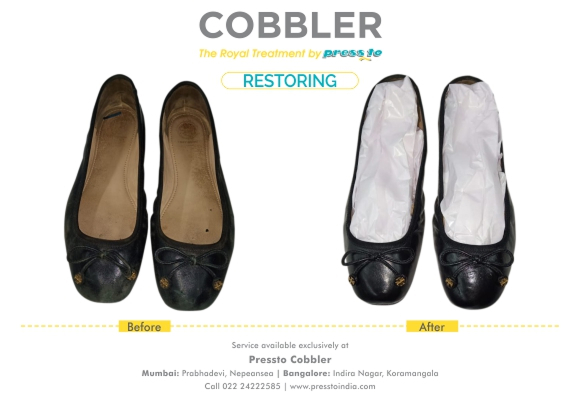 COBBLER
The Royal Treatment by pressto
RESTORING
Before
After
Service available exclusively at
Pressto Cobbler
Mumbai: Prabhadevi, Nepeansea | Bangalore: Indira Nagar, Koramangala
Call 022 24222585 | www.presstoindia.com